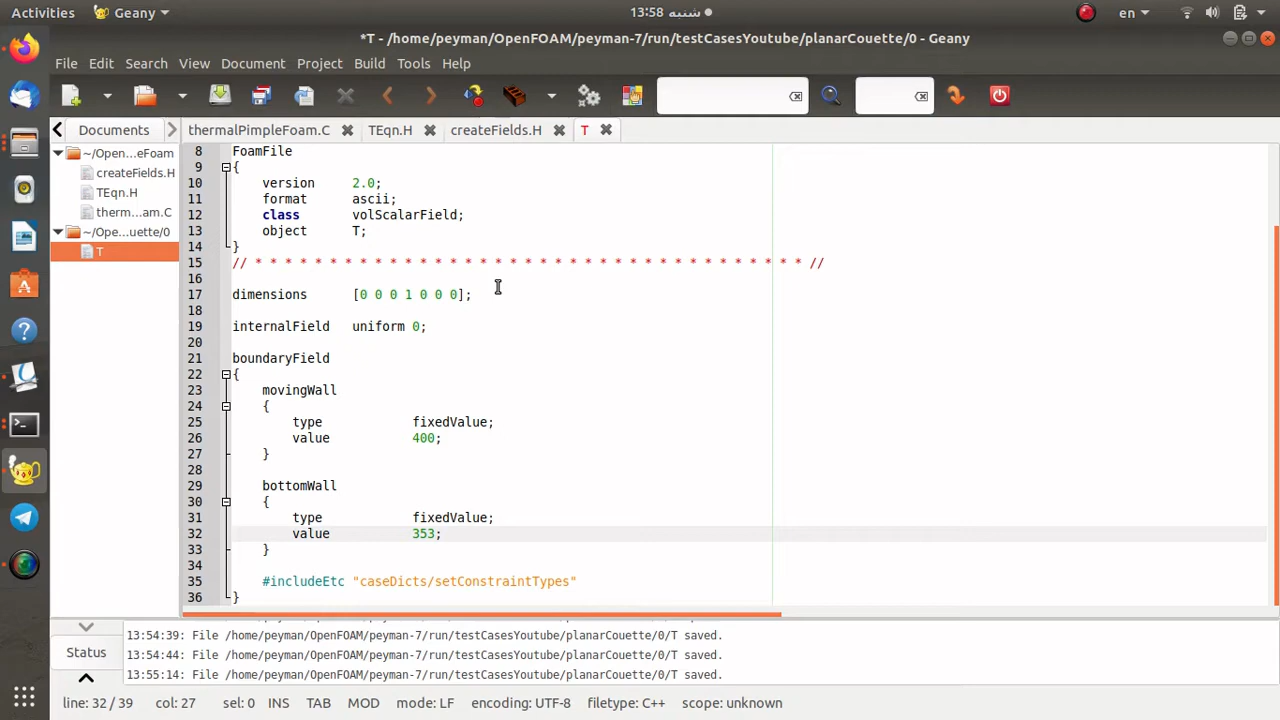 Activities
Geany
شنبه 13:58
en
*T - /home/peyman/OpenFOAM/peyman-7/run/testCasesYoutube/planarCouette/0 - Geany
File Edit Search View Document Project Build Tools Help
Documents
thermalPimpleFoam.C
TEqn.H
createFields.H
T
~/Open...eFoam
createFields.H
TEqn.H
therm...am.C
~/Ope...uette/0
T
8 FoamFile
9 {
10 version 2.0;
11 format ascii;
12 class volScalarField;
13 object T;
14 }
15 // * * * * * * * * * * * * * * * * * * * * * * * * * * * * * * * * * * * * * //
16
17 dimensions [0 0 0 1 0 0 0];
18
19 internalField uniform 0;
20
21 boundaryField
22 {
23 movingWall
24 {
25 type fixedValue;
26 value 400;
27 }
28
29 bottomWall
30 {
31 type fixedValue;
32 value 353;
33 }
34
35 #includeEtc "caseDicts/setConstraintTypes"
36 }
Status
13:54:39: File /home/peyman/OpenFOAM/peyman-7/run/testCasesYoutube/planarCouette/0/T saved.
13:54:44: File /home/peyman/OpenFOAM/peyman-7/run/testCasesYoutube/planarCouette/0/T saved.
13:55:14: File /home/peyman/OpenFOAM/peyman-7/run/testCasesYoutube/planarCouette/0/T saved.
line: 32 / 39 col: 27 sel: 0 INS TAB MOD mode: LF encoding: UTF-8 filetype: C++ scope: unknown